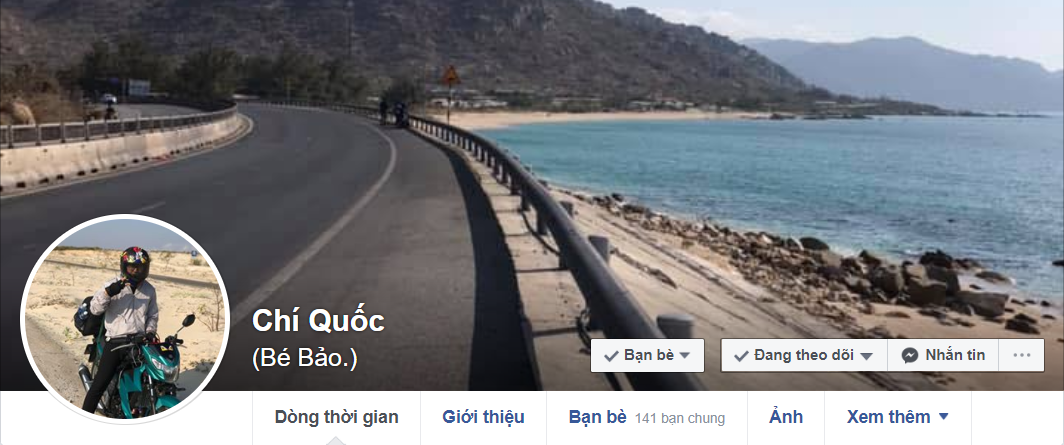 Chí Quốc
(Bé Bảo.)
Bạn bè
Đang theo dõi
Nhắn tin
Dòng thời gian
Giới thiệu
Bạn bè 141 bạn chung
Ảnh
Xem thêm